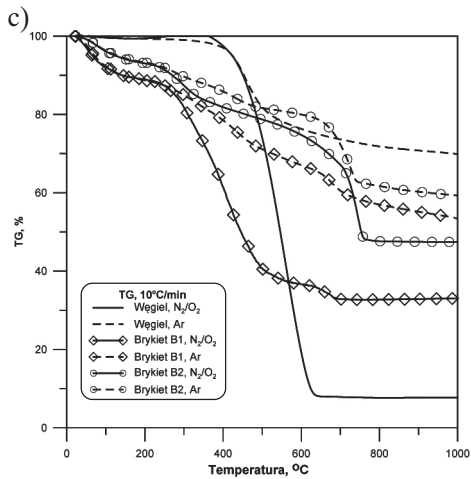 c)
100
80
60
40
20
0
TG, %
TG, 10°C/min
Węgiel, N₂/O₂
Węgiel, Ar
Brykiet B1, N₂/O₂
Brykiet B1, Ar
Brykiet B2, N₂/O₂
Brykiet B2, Ar
0 200 400 600 800 1000
Temperatura, °C